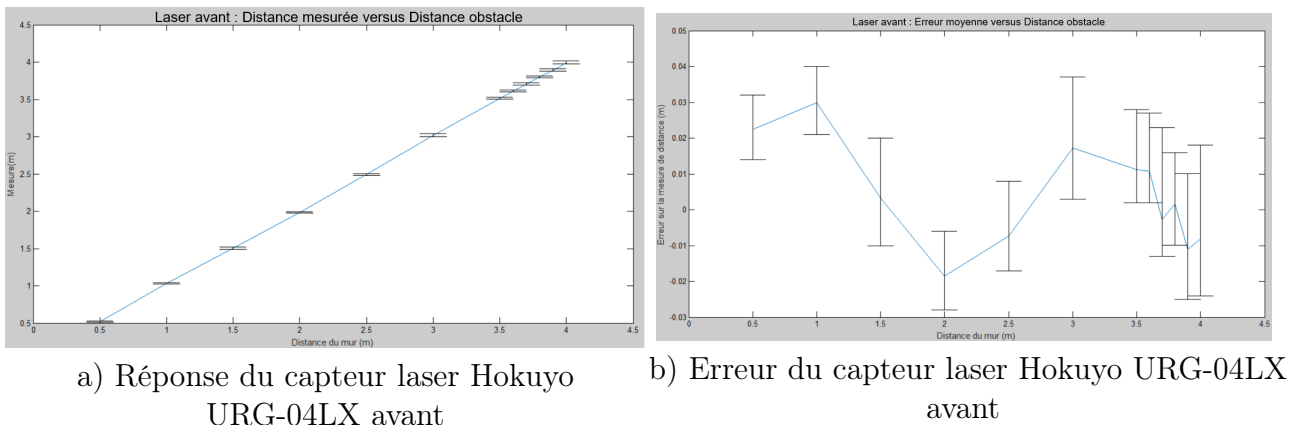 Laser avant : Distance mesurée versus Distance obstacle
4.5
4
3.5
3
2.5
2
1.5
1
0.5
Mesure(m)
0 0.5 1 1.5 2 2.5 3 3.5 4 4.5
Distance du mur (m)
a) Réponse du capteur laser Hokuyo
URG-04LX avant
Laser avant : Erreur moyenne versus Distance obstacle
0.05
0.04
0.03
0.02
0.01
0
-0.01
-0.02
-0.03
Erreur sur la mesure de distance (m)
0 0.5 1 1.5 2 2.5 3 3.5 4 4.5
Distance du mur (m)
b) Erreur du capteur laser Hokuyo URG-04LX
avant